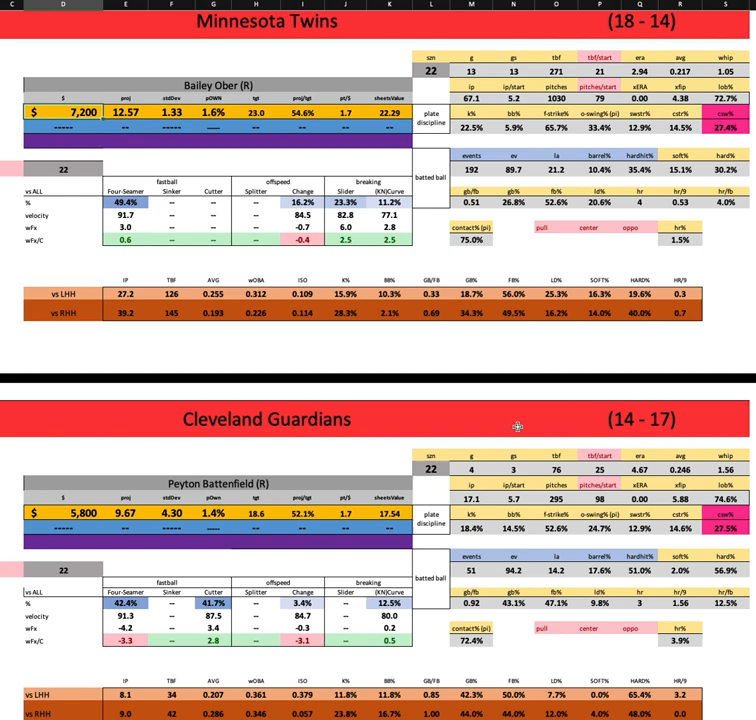 C D E F G H I J K L M N O P Q R S
Minnesota Twins (18 - 14)
szn g gs tbf tbf/start era avg whip
22 13 13 271 21 2.94 0.217 1.05
Bailey Ober (R) ip ip/start pitches pitches/start xERA xfip lob%
$ proj stdDev pOWN tgt proj/tgt pt/$ sheetsValue 67.1 5.2 1030 79 0.00 4.38 72.7%
$ 7,200 12.57 1.33 1.6% 23.0 54.6% 1.7 22.29 plate discipline k% bb% f-strike% o-swing% (pi) swstr% cstr% csw%
----- -- -- ---- -- -- -- -- 22.5% 5.9% 65.7% 33.4% 12.9% 14.5% 27.4%
events ev la barrel% hardhit% soft% hard%
22 batted ball 192 89.7 21.2 10.4% 35.4% 15.1% 30.2%
fastball offspeed breaking
vs ALL Four-Seamer Sinker Cutter Splitter Change Slider (KN)Curve gb/fb gb% fb% ld% hr hr/9 hr/fb
% 49.4% -- -- -- 16.2% 23.3% 11.2% 0.51 26.8% 52.6% 20.6% 4 0.53 4.0%
velocity 91.7 -- -- -- 84.5 82.8 77.1
wFx 3.0 -- -- -- -0.7 6.0 2.8 contact% (pi) pull center oppo hr%
wFx/C 0.6 -- -- -- -0.4 2.5 2.5 75.0% 1.5%
IP TBF AVG wOBA ISO K% BB% GB/FB GB% FB% LD% SOFT% HARD% HR/9
vs LHH 27.2 126 0.255 0.312 0.109 15.9% 10.3% 0.33 18.7% 56.0% 25.3% 16.3% 19.6% 0.3
vs RHH 39.2 145 0.193 0.226 0.114 28.3% 2.1% 0.69 34.3% 49.5% 16.2% 14.0% 40.0% 0.7
Cleveland Guardians (14 - 17)
szn g gs tbf tbf/start era avg whip
22 4 3 76 25 4.67 0.246 1.56
Peyton Battenfield (R) ip ip/start pitches pitches/start xERA xfip lob%
$ proj stdDev pOwn tgt proj/tgt pt/$ sheetsValue 17.1 5.7 295 98 0.00 5.88 74.6%
$ 5,800 9.67 4.30 1.4% 18.6 52.1% 1.7 17.54 plate discipline k% bb% f-strike% o-swing% (pi) swstr% cstr% csw%
----- -- -- ---- -- -- -- -- 18.4% 14.5% 52.6% 24.7% 12.9% 14.6% 27.5%
events ev la barrel% hardhit% soft% hard%
22 batted ball 51 94.2 14.2 17.6% 51.0% 2.0% 56.9%
fastball offspeed breaking
vs ALL Four-Seamer Sinker Cutter Splitter Change Slider (KN)Curve gb/fb gb% fb% ld% hr hr/9 hr/fb
% 42.4% -- 41.7% -- 3.4% -- 12.5% 0.92 43.1% 47.1% 9.8% 3 1.56 12.5%
velocity 91.3 -- 87.5 -- 84.7 -- 80.0
wFx -4.2 -- 3.4 -- -0.3 -- 0.2 contact% (pi) pull center oppo hr%
wFx/C -3.3 -- 2.8 -- -3.1 -- 0.5 72.4% 3.9%
IP TBF AVG wOBA ISO K% BB% GB/FB GB% FB% LD% SOFT% HARD% HR/9
vs LHH 8.1 34 0.207 0.361 0.379 11.8% 11.8% 0.85 42.3% 50.0% 7.7% 0.0% 65.4% 3.2
vs RHH 9.0 42 0.286 0.346 0.057 23.8% 16.7% 1.00 44.0% 44.0% 12.0% 4.0% 48.0% 0.0